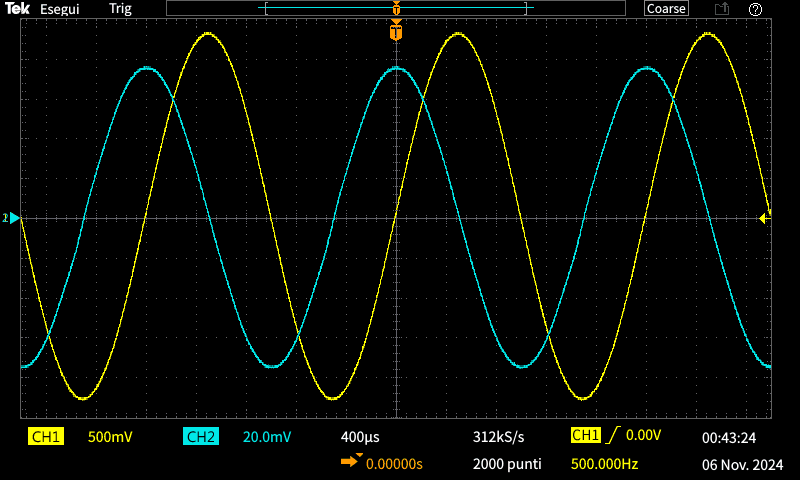 Tek Esegui Trig Coarse
T
T
2
CH1 500mV CH2 20.0mV 400µs 312kS/s CH1 0.00V 00:43:24
0.00000s 2000 punti 500.000Hz 06 Nov. 2024